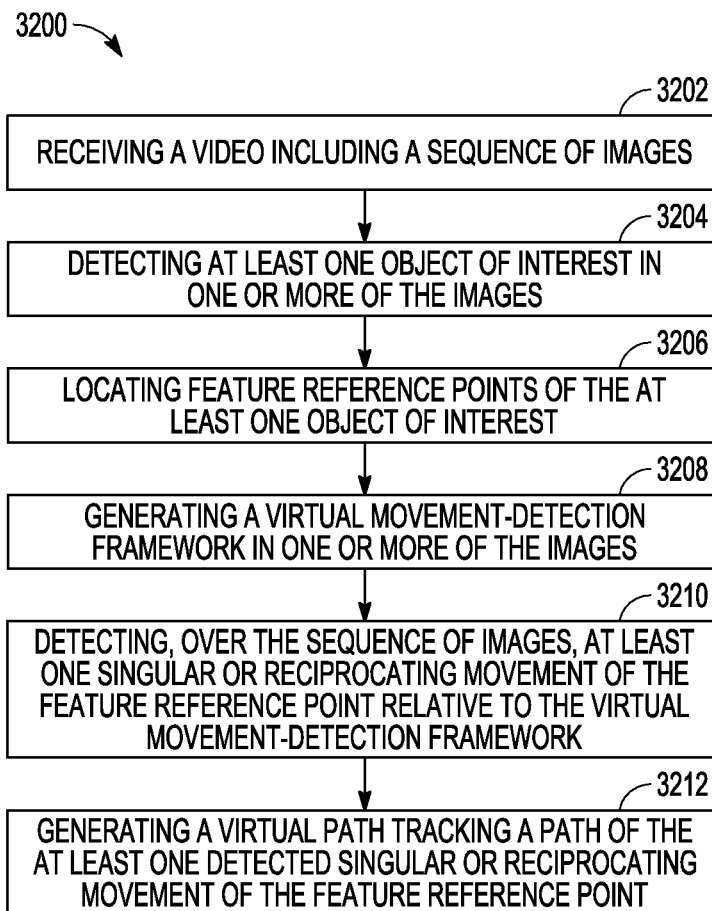 3200
3202
RECEIVING A VIDEO INCLUDING A SEQUENCE OF IMAGES
3204
DETECTING AT LEAST ONE OBJECT OF INTEREST IN
ONE OR MORE OF THE IMAGES
3206
LOCATING FEATURE REFERENCE POINTS OF THE AT
LEAST ONE OBJECT OF INTEREST
3208
GENERATING A VIRTUAL MOVEMENT-DETECTION
FRAMEWORK IN ONE OR MORE OF THE IMAGES
3210
DETECTING, OVER THE SEQUENCE OF IMAGES, AT LEAST
ONE SINGULAR OR RECIPROCATING MOVEMENT OF THE
FEATURE REFERENCE POINT RELATIVE TO THE VIRTUAL
MOVEMENT-DETECTION FRAMEWORK
3212
GENERATING A VIRTUAL PATH TRACKING A PATH OF THE
AT LEAST ONE DETECTED SINGULAR OR RECIPROCATING
MOVEMENT OF THE FEATURE REFERENCE POINT